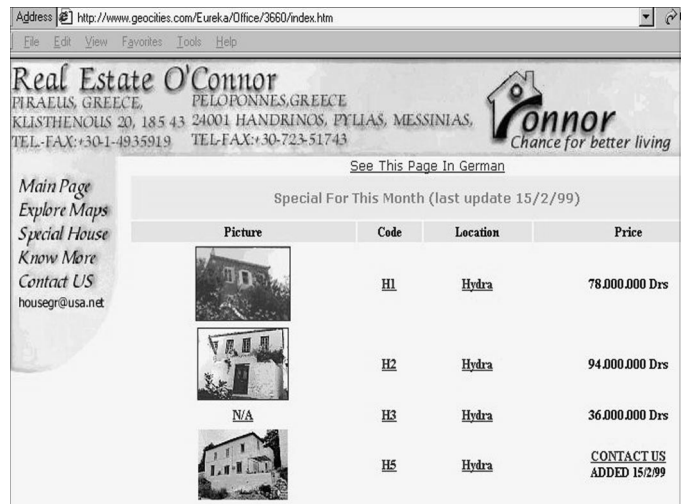 Address http://www.geocities.com/Eureka/Office/3660/index.htm
File Edit View Favorites Tools Help
Real Estate O'Connor
PIRAEUS, GREECE, PELOPONNES,GREECE
KLISTHENOUS 20, 185 43 24001 HANDRINOS, PYLIAS, MESSINIAS,
TEL.-FAX:+30-1-4935919 TEL-FAX:+30-723-51743
onnor
Chance for better living
See This Page In German
Main Page
Explore Maps
Special House
Know More
Contact US
housegr@usa.net
Special For This Month (last update 15/2/99)
Picture Code Location Price
H1 Hydra 78.000.000 Drs
H2 Hydra 94.000.000 Drs
N/A H3 Hydra 36.000.000 Drs
H5 Hydra CONTACT US
ADDED 15/2/99